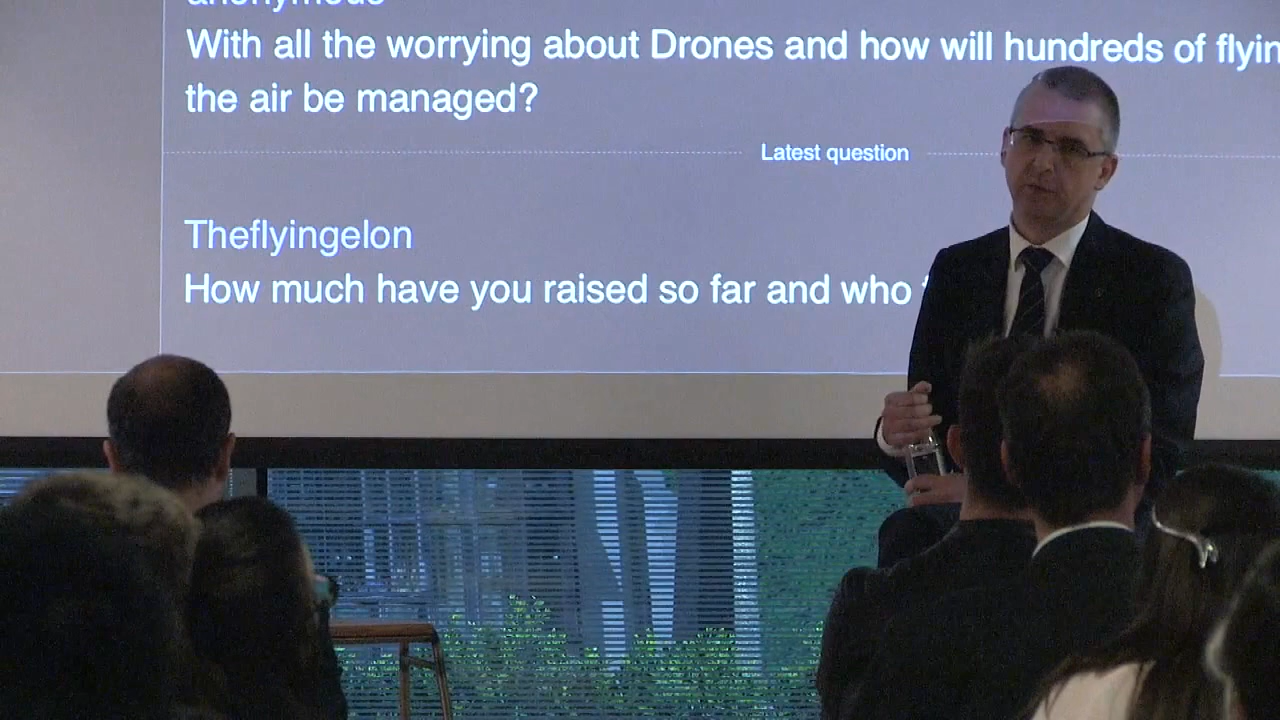 anonymous
With all the worrying about Drones and how will hundreds of
the air be managed?
Latest question
Theflyingelon
How much have you raised so far and who